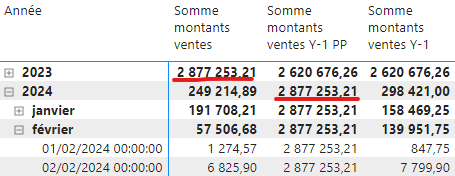 Année Somme montants ventes Somme montants ventes Y-1 PP Somme montants ventes Y-1
2023 2 877 253,21 2 620 676,26 2 620 676,26
2024 249 214,89 2 877 253,21 298 421,00
janvier 191 708,21 2 877 253,21 158 469,25
février 57 506,68 2 877 253,21 139 951,75
01/02/2024 00:00:00 1 274,57 2 877 253,21 847,75
02/02/2024 00:00:00 6 825,90 2 877 253,21 7 799,90